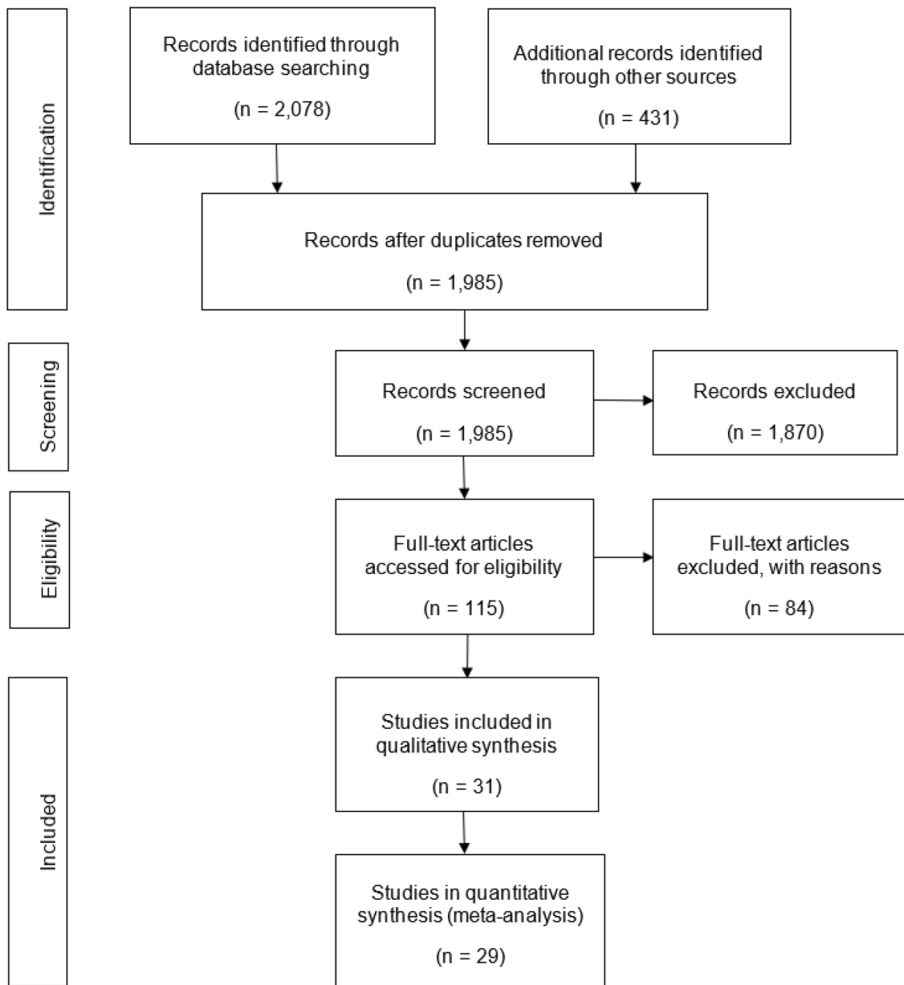 Identification
Records identified through
database searching
(n = 2,078)
Additional records identified
through other sources
(n = 431)
Records after duplicates removed
(n = 1,985)
Screening
Records screened
(n = 1,985)
Records excluded
(n = 1,870)
Eligibility
Full-text articles
accessed for eligibility
(n = 115)
Full-text articles
excluded, with reasons
(n = 84)
Included
Studies included in
qualitative synthesis
(n = 31)
Studies in quantitative
synthesis (meta-analysis)
(n = 29)